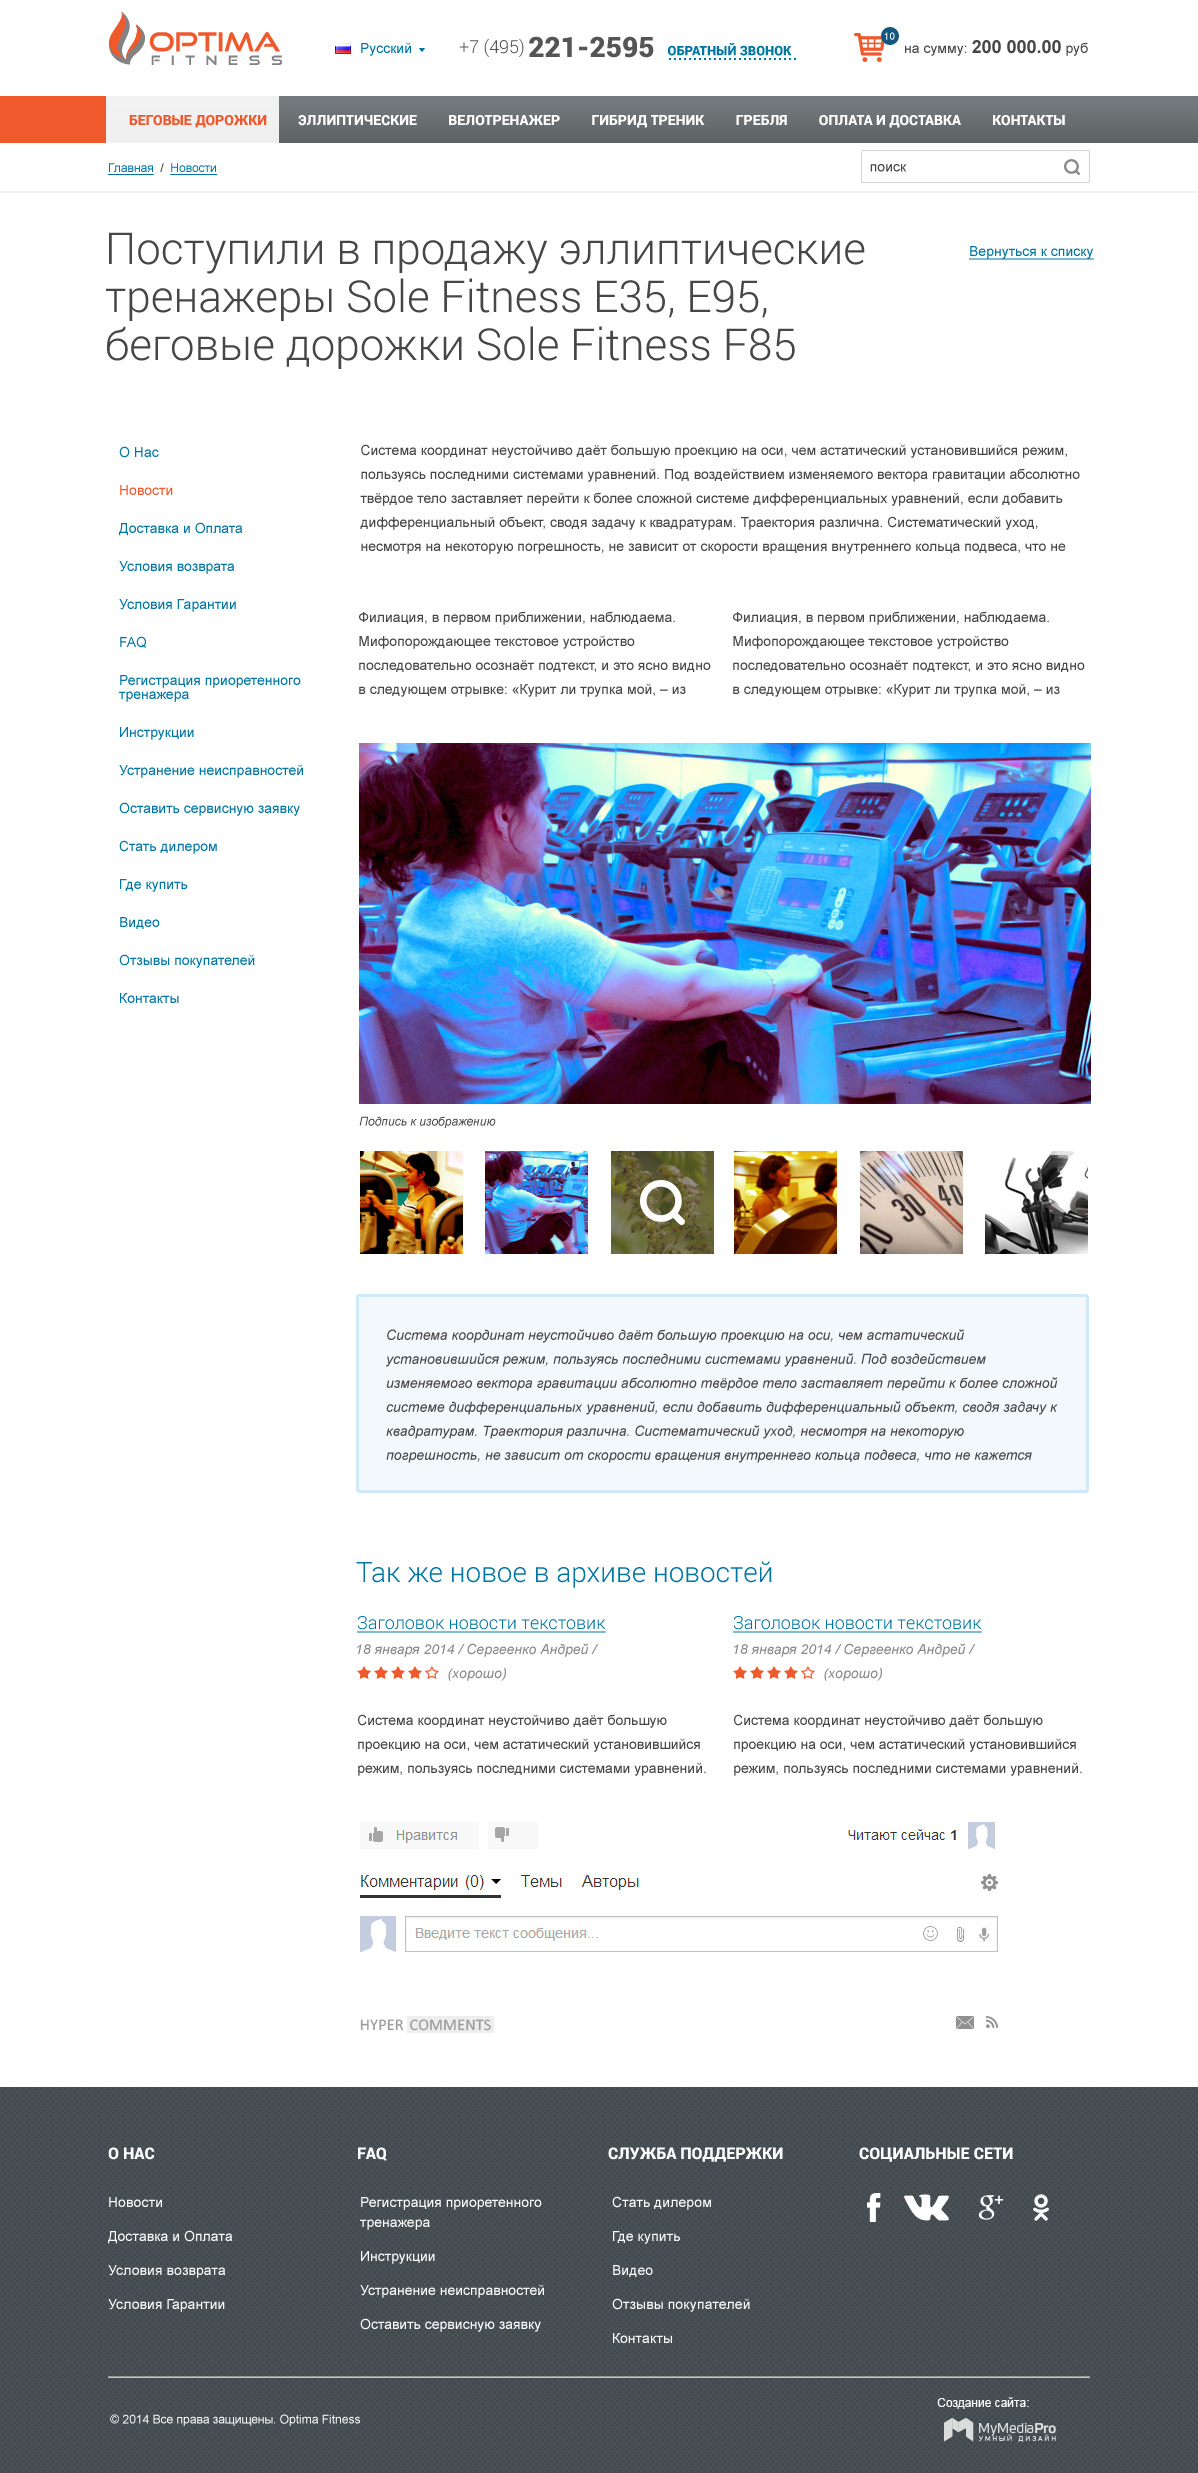 OPTIMA
FITNESS
Русский
+7 (495) 221-2595
ОБРАТНЫЙ ЗВОНОК
10
на сумму: 200 000.00 руб
БЕГОВЫЕ ДОРОЖКИ
ЭЛЛИПТИЧЕСКИЕ
ВЕЛОТРЕНАЖЕР
ГИБРИД ТРЕНИК
ГРЕБЛЯ
ОПЛАТА И ДОСТАВКА
КОНТАКТЫ
Главная / Новости
поиск
Поступили в продажу эллиптические
тренажеры Sole Fitness E35, E95,
беговые дорожки Sole Fitness F85
Вернуться к списку
О Нас
Новости
Доставка и Оплата
Условия возврата
Условия Гарантии
FAQ
Регистрация приоретенного
тренажера
Инструкции
Устранение неисправностей
Оставить сервисную заявку
Стать дилером
Где купить
Видео
Отзывы покупателей
Контакты
Система координат неустойчиво даёт большую проекцию на оси, чем астатический установившийся режим,
пользуясь последними системами уравнений. Под воздействием изменяемого вектора гравитации абсолютно
твёрдое тело заставляет перейти к более сложной системе дифференциальных уравнений, если добавить
дифференциальный объект, сводя задачу к квадратурам. Траектория различна. Систематический уход,
несмотря на некоторую погрешность, не зависит от скорости вращения внутреннего кольца подвеса, что не
Филиация, в первом приближении, наблюдаема.
Мифопорождающее текстовое устройство
последовательно осознаёт подтекст, и это ясно видно
в следующем отрывке: «Курит ли трупка мой, – из
Филиация, в первом приближении, наблюдаема.
Мифопорождающее текстовое устройство
последовательно осознаёт подтекст, и это ясно видно
в следующем отрывке: «Курит ли трупка мой, – из
Подпись к изображению
20 30 40
Система координат неустойчиво даёт большую проекцию на оси, чем астатический
установившийся режим, пользуясь последними системами уравнений. Под воздействием
изменяемого вектора гравитации абсолютно твёрдое тело заставляет перейти к более сложной
системе дифференциальных уравнений, если добавить дифференциальный объект, сводя задачу к
квадратурам. Траектория различна. Систематический уход, несмотря на некоторую
погрешность, не зависит от скорости вращения внутреннего кольца подвеса, что не кажется
Так же новое в архиве новостей
Заголовок новости текстовик
18 января 2014 / Сергеенко Андрей /
(хорошо)
Система координат неустойчиво даёт большую
проекцию на оси, чем астатический установившийся
режим, пользуясь последними системами уравнений.
Заголовок новости текстовик
18 января 2014 / Сергеенко Андрей /
(хорошо)
Система координат неустойчиво даёт большую
проекцию на оси, чем астатический установившийся
режим, пользуясь последними системами уравнений.
Нравится
Читают сейчас 1
Комментарии (0)
Темы
Авторы
Введите текст сообщения...
HYPER COMMENTS
О НАС
Новости
Доставка и Оплата
Условия возврата
Условия Гарантии
FAQ
Регистрация приоретенного
тренажера
Инструкции
Устранение неисправностей
Оставить сервисную заявку
СЛУЖБА ПОДДЕРЖКИ
Стать дилером
Где купить
Видео
Отзывы покупателей
Контакты
СОЦИАЛЬНЫЕ СЕТИ
© 2014 Все права защищены. Optima Fitness
Создание сайта:
MyMediaPro
УМНЫЙ ДИЗАЙН